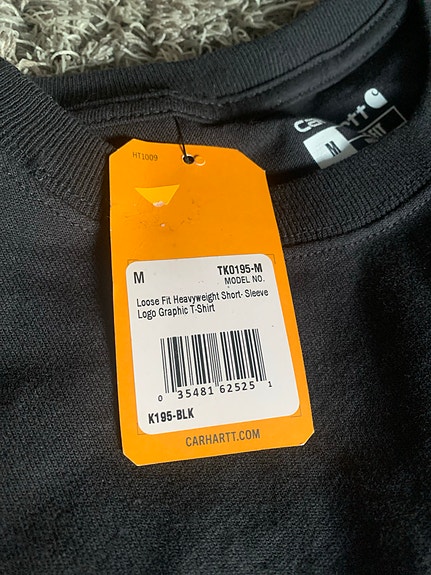 HT1009
M
TK0195-M
MODEL NO.
Loose Fit Heavyweight Short- Sleeve
Logo Graphic T-Shirt
0 35481 62525 1
K195-BLK
CARHARTT.COM
M